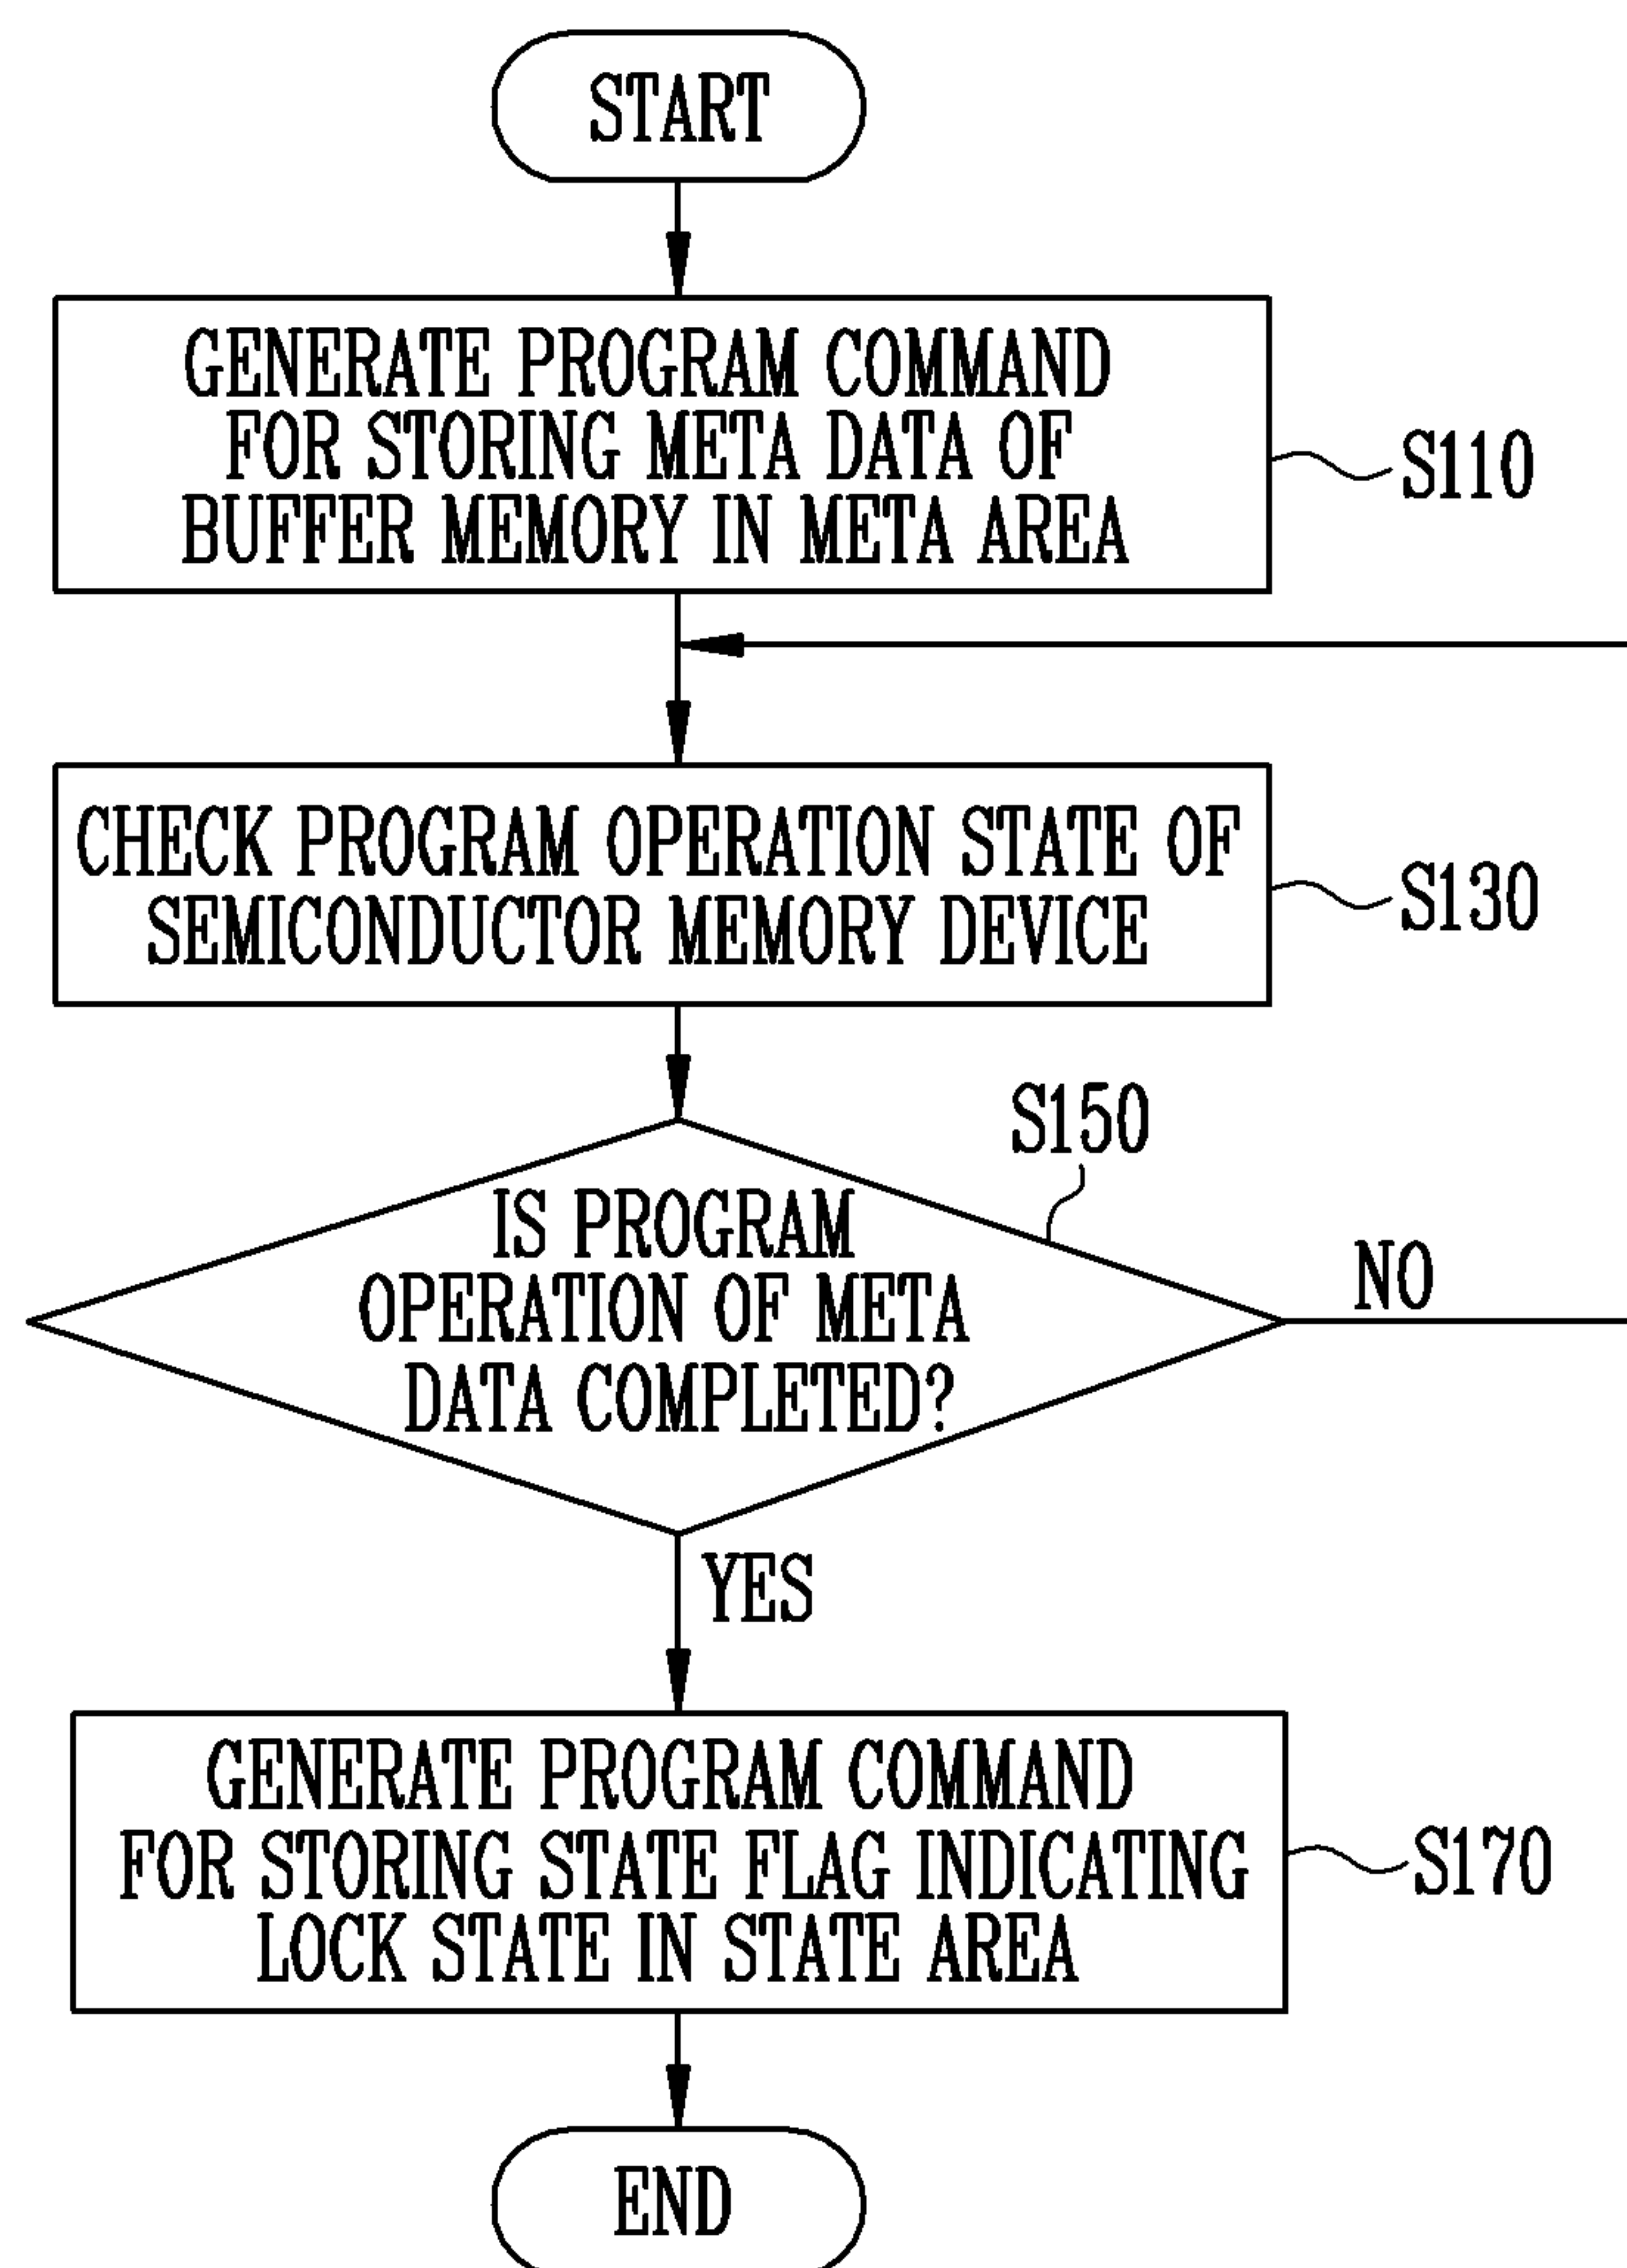 START
GENERATE PROGRAM COMMAND
FOR STORING META DATA OF
BUFFER MEMORY IN META AREA
S110
CHECK PROGRAM OPERATION STATE OF
SEMICONDUCTOR MEMORY DEVICE
S130
S150
IS PROGRAM
OPERATION OF META
DATA COMPLETED?
NO
YES
GENERATE PROGRAM COMMAND
FOR STORING STATE FLAG INDICATING
LOCK STATE IN STATE AREA
S170
END